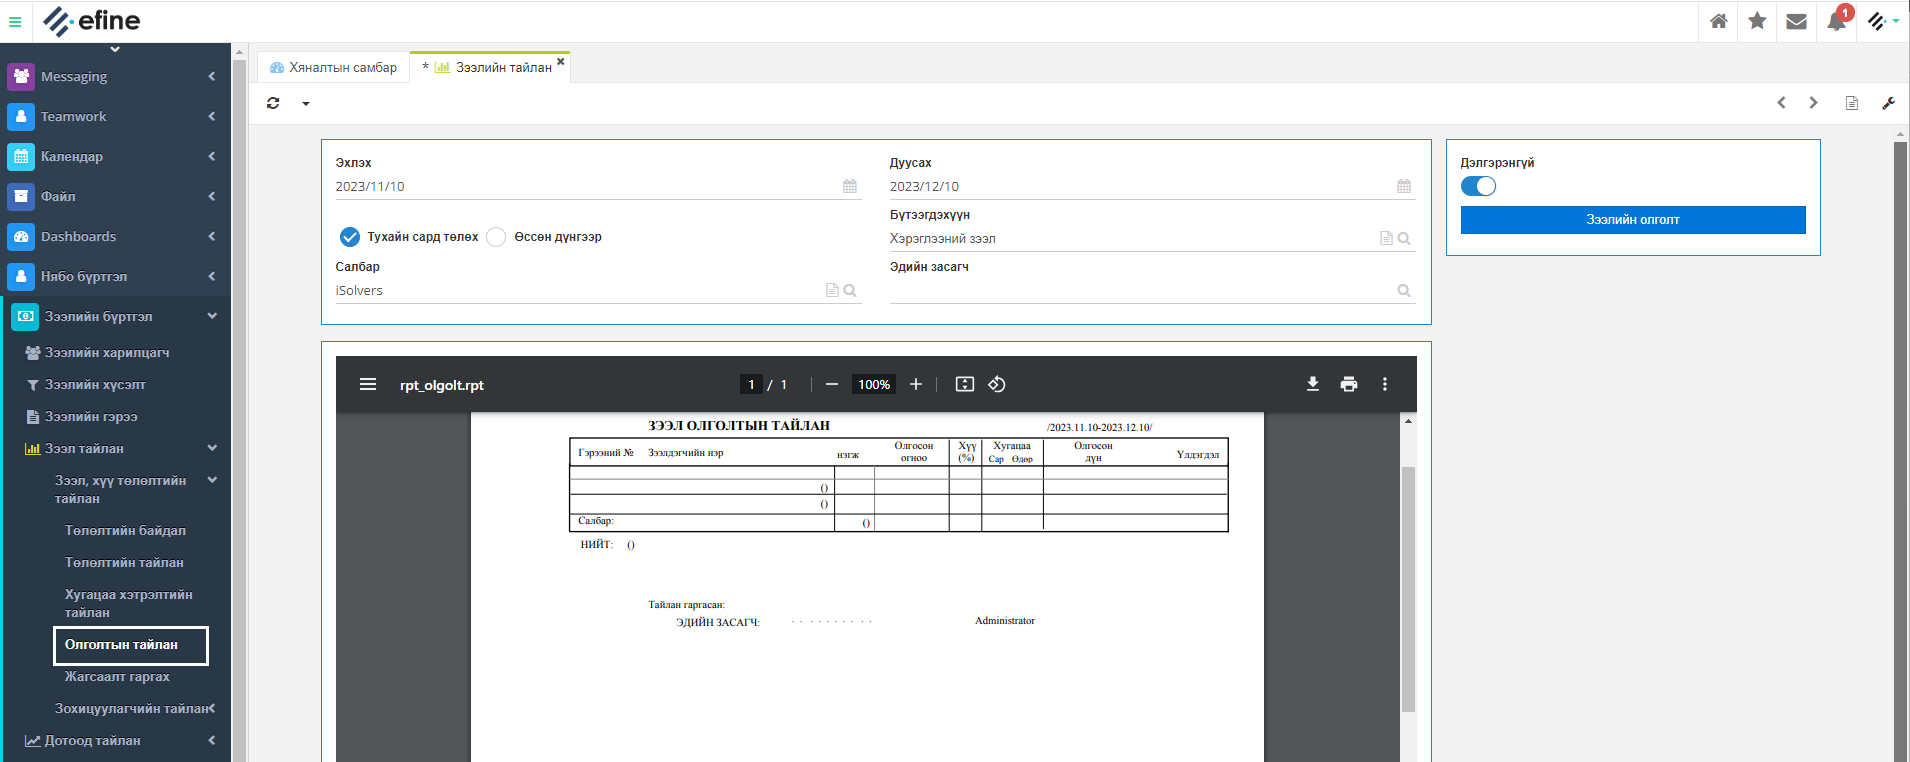 efine
1
Messaging
Teamwork
Календар
Файл
Dashboards
Нябо бүртгэл
Зээлийн бүртгэл
Зээлийн харилцагч
Зээлийн хүсэлт
Зээлийн гэрээ
Зээл тайлан
Зээл, хүү төлөлтийн
тайлан
Төлөлтийн байдал
Төлөлтийн тайлан
Хугацаа хэтрэлтийн
тайлан
Олголтын тайлан
Жагсаалт гаргах
Зохицуулагчийн тайлан
Дотоод тайлан
Хяналтын самбар
* Зээлийн тайлан
Эхлэх
2023/11/10
Дуусах
2023/12/10
Тухайн сард төлөх Өссөн дүнгээр
Бүтээгдэхүүн
Хэрэглээний зээл
Салбар
iSolvers
Эдийн засагч
Дэлгэрэнгүй
Зээлийн олголт
rpt_olgolt.rpt
1 / 1
100%
ЗЭЭЛ ОЛГОЛТЫН ТАЙЛАН
/2023.11.10-2023.12.10/
Гэрээний № Зээлдэгчийн нэр нэгж Олгосон огноо Хүү (%) Хугацаа Сар Өдөр Олгосон дүн Үлдэгдэл
()
()
Салбар: ()
НИЙТ: ()
Тайлан гаргасан:
ЭДИЙН ЗАСАГЧ: . . . . . . . . . . Administrator